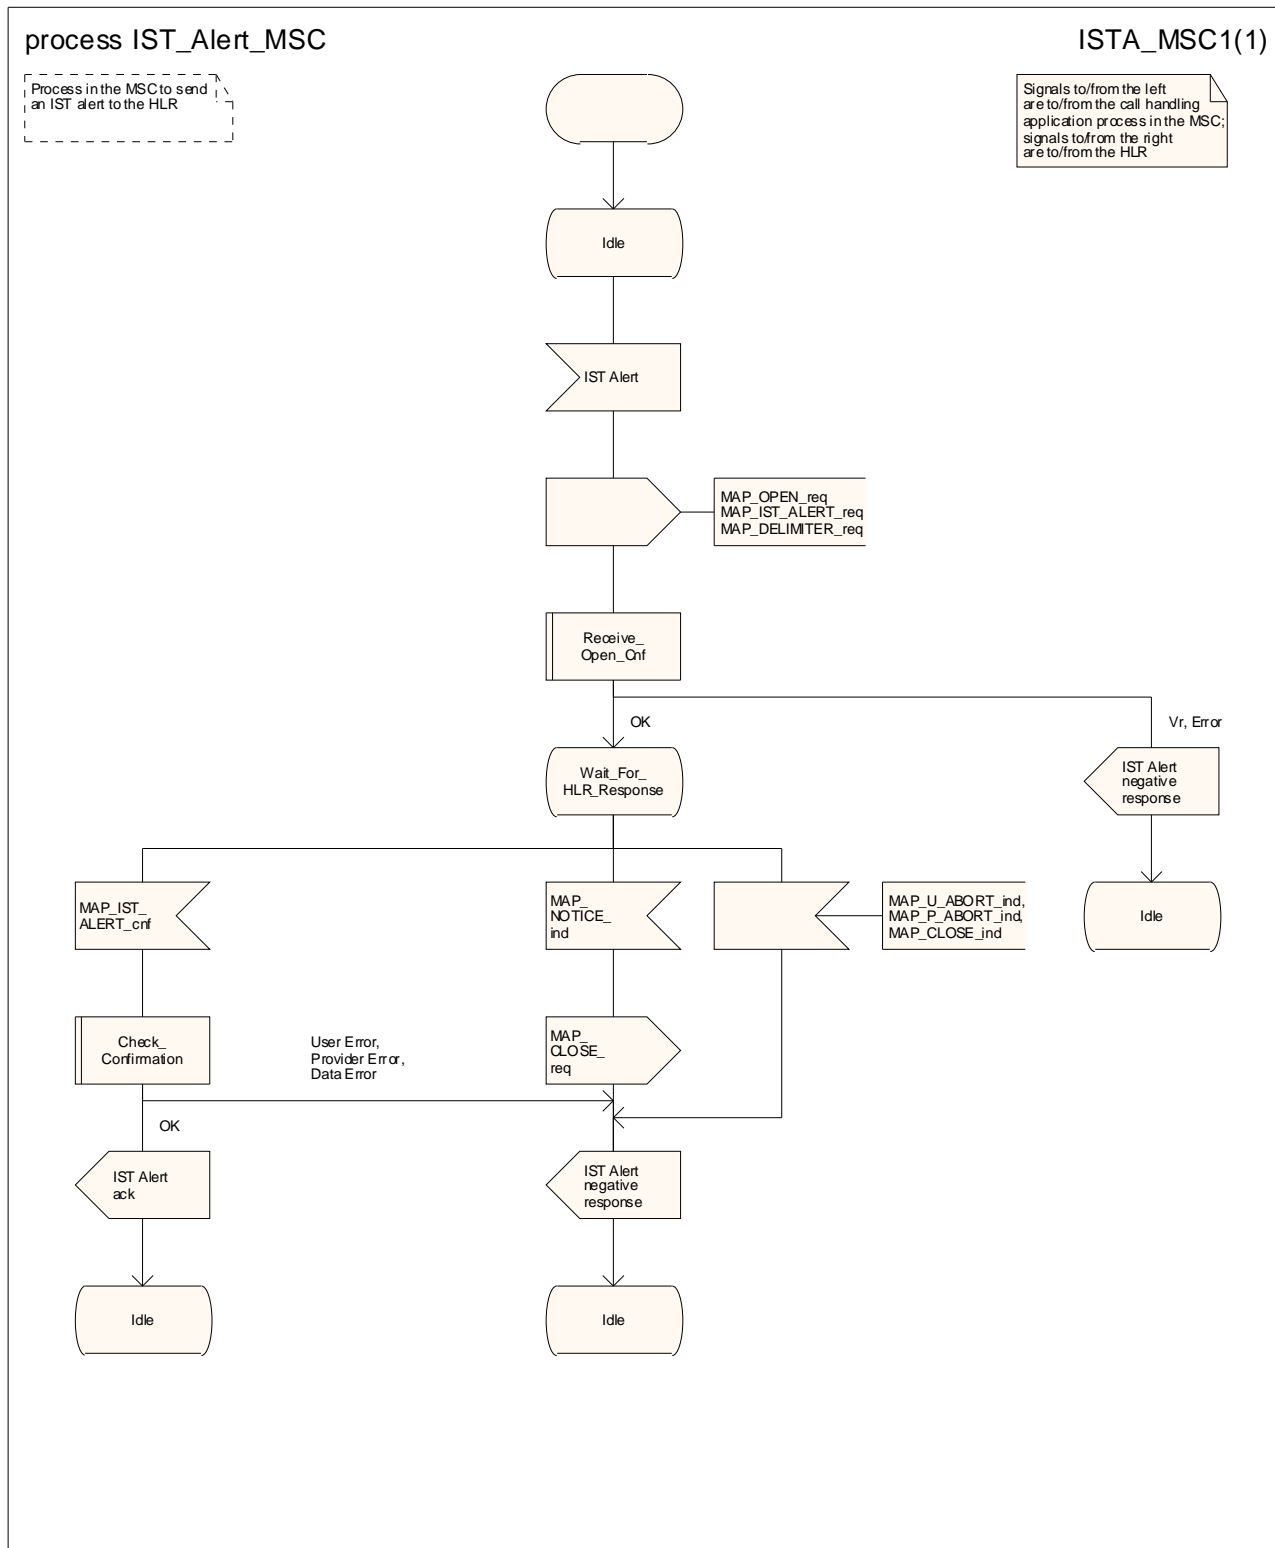 process IST_Alert_MSC
ISTA_MSC1(1)
Process in the MSC to send
an IST alert to the HLR
Signals to/from the left
are to/from the call handling
application process in the MSC;
signals to/from the right
are to/from the HLR
Idle
IST Alert
MAP_OPEN_req
MAP_IST_ALERT_req
MAP_DELIMITER_req
Receive_
Open_Cnf
OK
Vr, Error
Wait_For_
HLR_Response
IST Alert
negative
response
MAP_IST_
ALERT_cnf
MAP_
NOTICE_
ind
MAP_U_ABORT_ind,
MAP_P_ABORT_ind,
MAP_CLOSE_ind
Idle
Check_
Confirmation
User Error,
Provider Error,
Data Error
MAP_
CLOSE_
req
OK
IST Alert
ack
IST Alert
negative
response
Idle
Idle